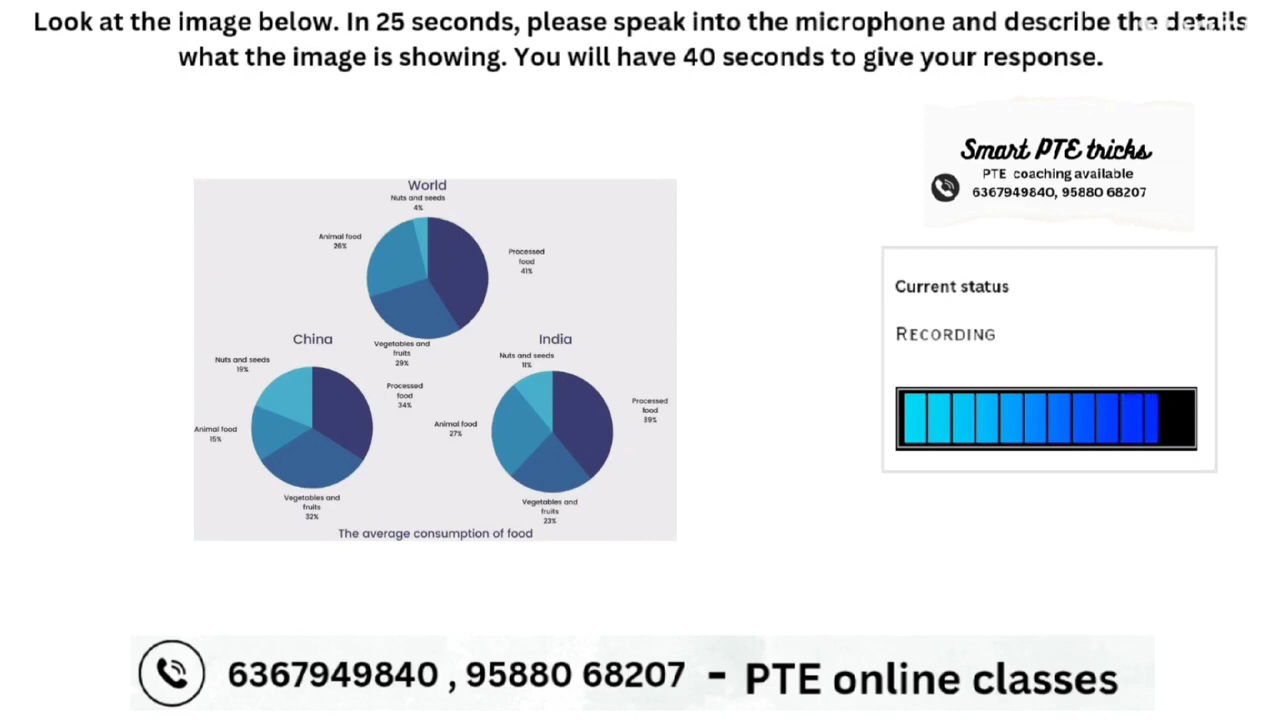 Look at the image below. In 25 seconds, please speak into the microphone and describe the details
what the image is showing. You will have 40 seconds to give your response.
Smart PTE tricks
PTE coaching available
6367949840, 95880 68207
Current status
RECORDING
World
Nuts and seeds
4%
Animal food
26%
Processed
food
41%
Vegetables and
fruits
29%
China
Nuts and seeds
19%
Processed
food
34%
Animal food
15%
Vegetables and
fruits
32%
India
Nuts and seeds
11%
Processed
food
39%
Animal food
27%
Vegetables and
fruits
23%
The average consumption of food
6367949840 , 95880 68207 - PTE online classes